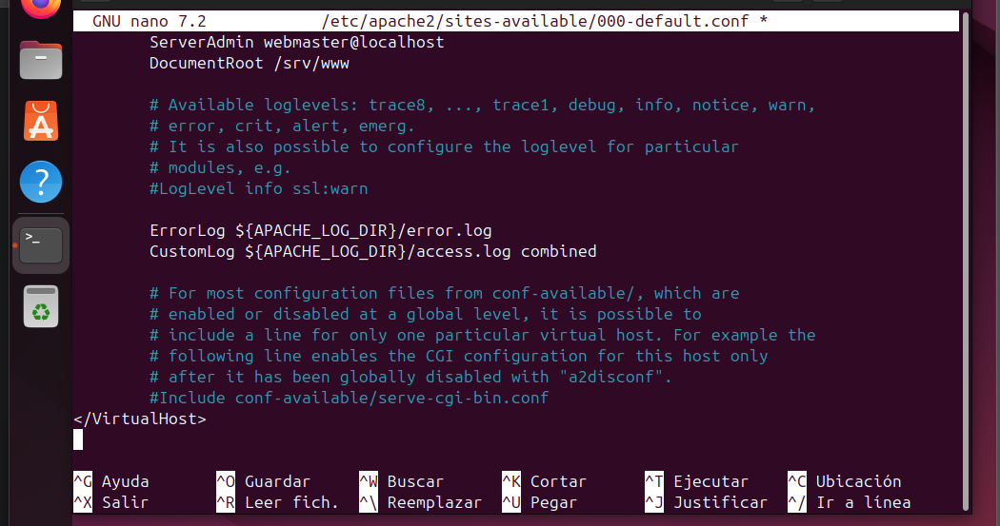 GNU nano 7.2 /etc/apache2/sites-available/000-default.conf *
ServerAdmin webmaster@localhost
DocumentRoot /srv/www
# Available loglevels: trace8, ..., trace1, debug, info, notice, warn,
# error, crit, alert, emerg.
# It is also possible to configure the loglevel for particular
# modules, e.g.
#LogLevel info ssl:warn
ErrorLog ${APACHE_LOG_DIR}/error.log
CustomLog ${APACHE_LOG_DIR}/access.log combined
# For most configuration files from conf-available/, which are
# enabled or disabled at a global level, it is possible to
# include a line for only one particular virtual host. For example the
# following line enables the CGI configuration for this host only
# after it has been globally disabled with "a2disconf".
#Include conf-available/serve-cgi-bin.conf
</VirtualHost>
^G Ayuda ^O Guardar ^W Buscar ^K Cortar ^T Ejecutar ^C Ubicación
^X Salir ^R Leer fich. ^\ Reemplazar ^U Pegar ^J Justificar ^/ Ir a línea